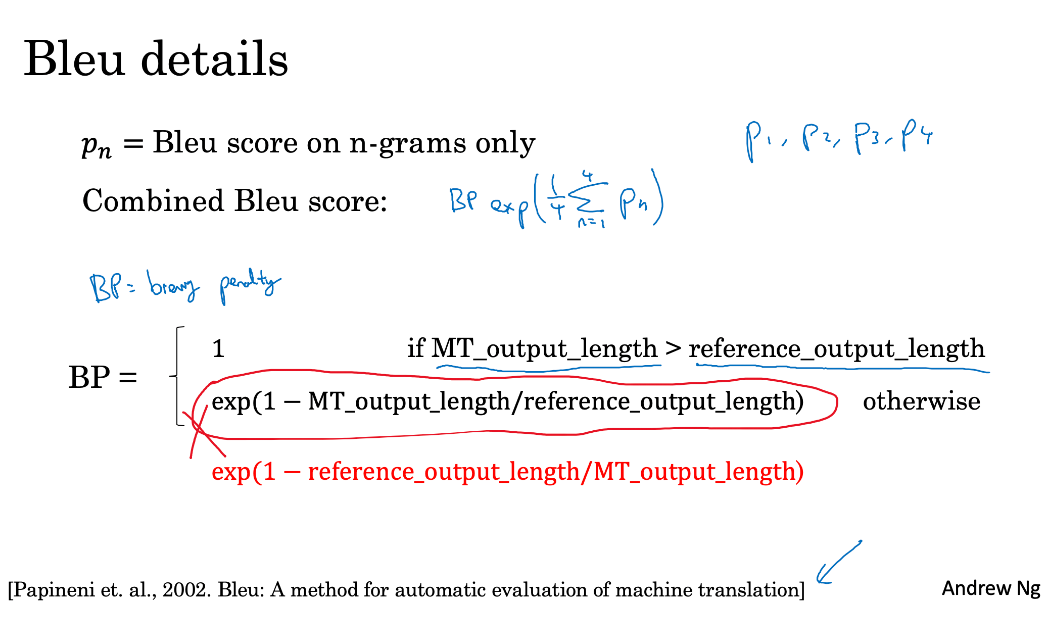 Bleu details
pₙ = Bleu score on n-grams only
p₁, p₂, p₃, p₄
Combined Bleu score: BP exp(1/4 ∑ₙ₌₁⁴ pₙ)
BP = brevity penalty
BP =
1 if MT_output_length > reference_output_length
exp(1 − MT_output_length/reference_output_length) otherwise
exp(1 − reference_output_length/MT_output_length)
[Papineni et. al., 2002. Bleu: A method for automatic evaluation of machine translation]
Andrew Ng